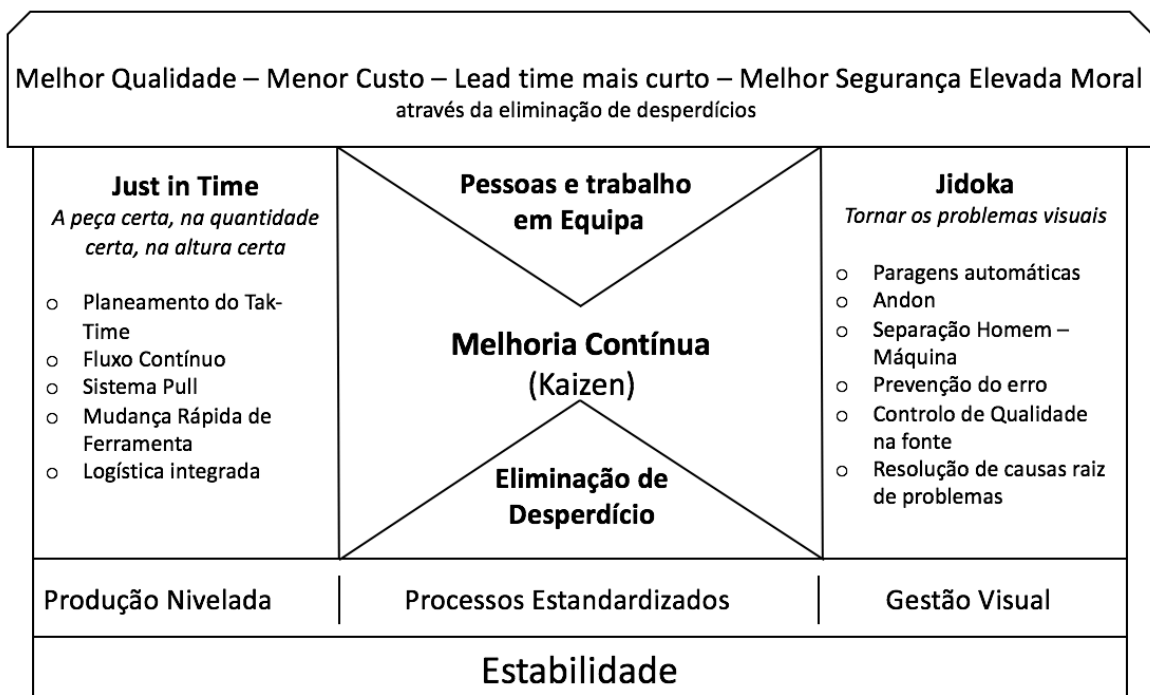 Melhor Qualidade – Menor Custo – Lead time mais curto – Melhor Segurança Elevada Moral
através da eliminação de desperdícios
Just in Time
A peça certa, na quantidade
certa, na altura certa
o Planeamento do Tak-
Time
o Fluxo Contínuo
o Sistema Pull
o Mudança Rápida de
Ferramenta
o Logística integrada
Pessoas e trabalho
em Equipa
Melhoria Contínua
(Kaizen)
Eliminação de
Desperdício
Jidoka
Tornar os problemas visuais
o Paragens automáticas
o Andon
o Separação Homem –
Máquina
o Prevenção do erro
o Controlo de Qualidade
na fonte
o Resolução de causas raiz
de problemas
Produção Nivelada
Processos Estandardizados
Gestão Visual
Estabilidade